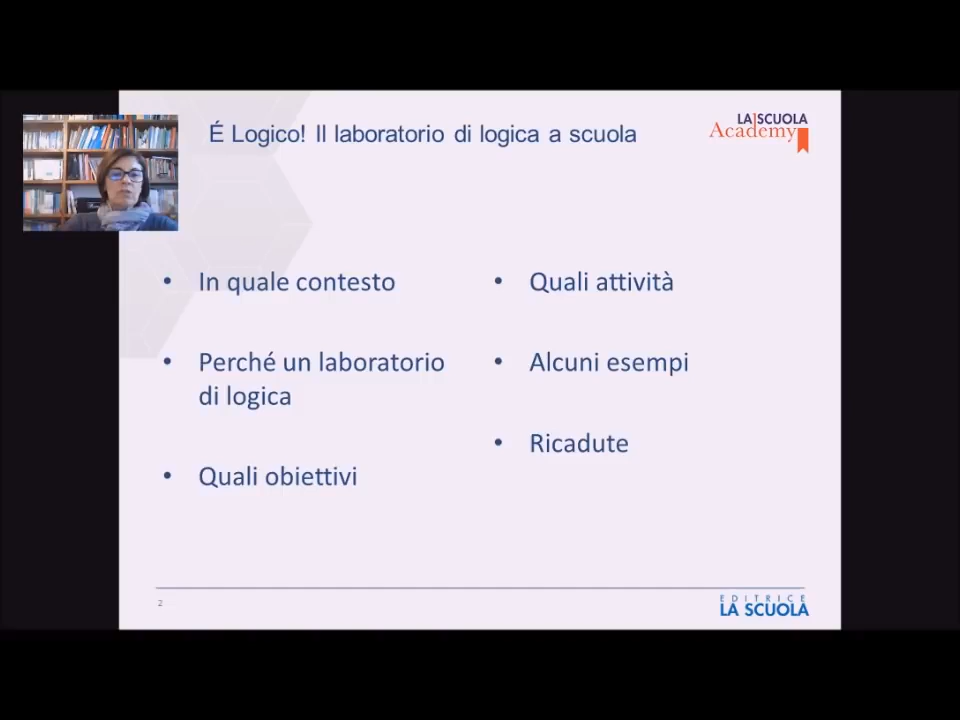 É Logico! Il laboratorio di logica a scuola
LA SCUOLA
Academy
• In quale contesto
• Perché un laboratorio
di logica
• Quali obiettivi
• Quali attività
• Alcuni esempi
• Ricadute
2
EDITRICE
LA SCUOLA